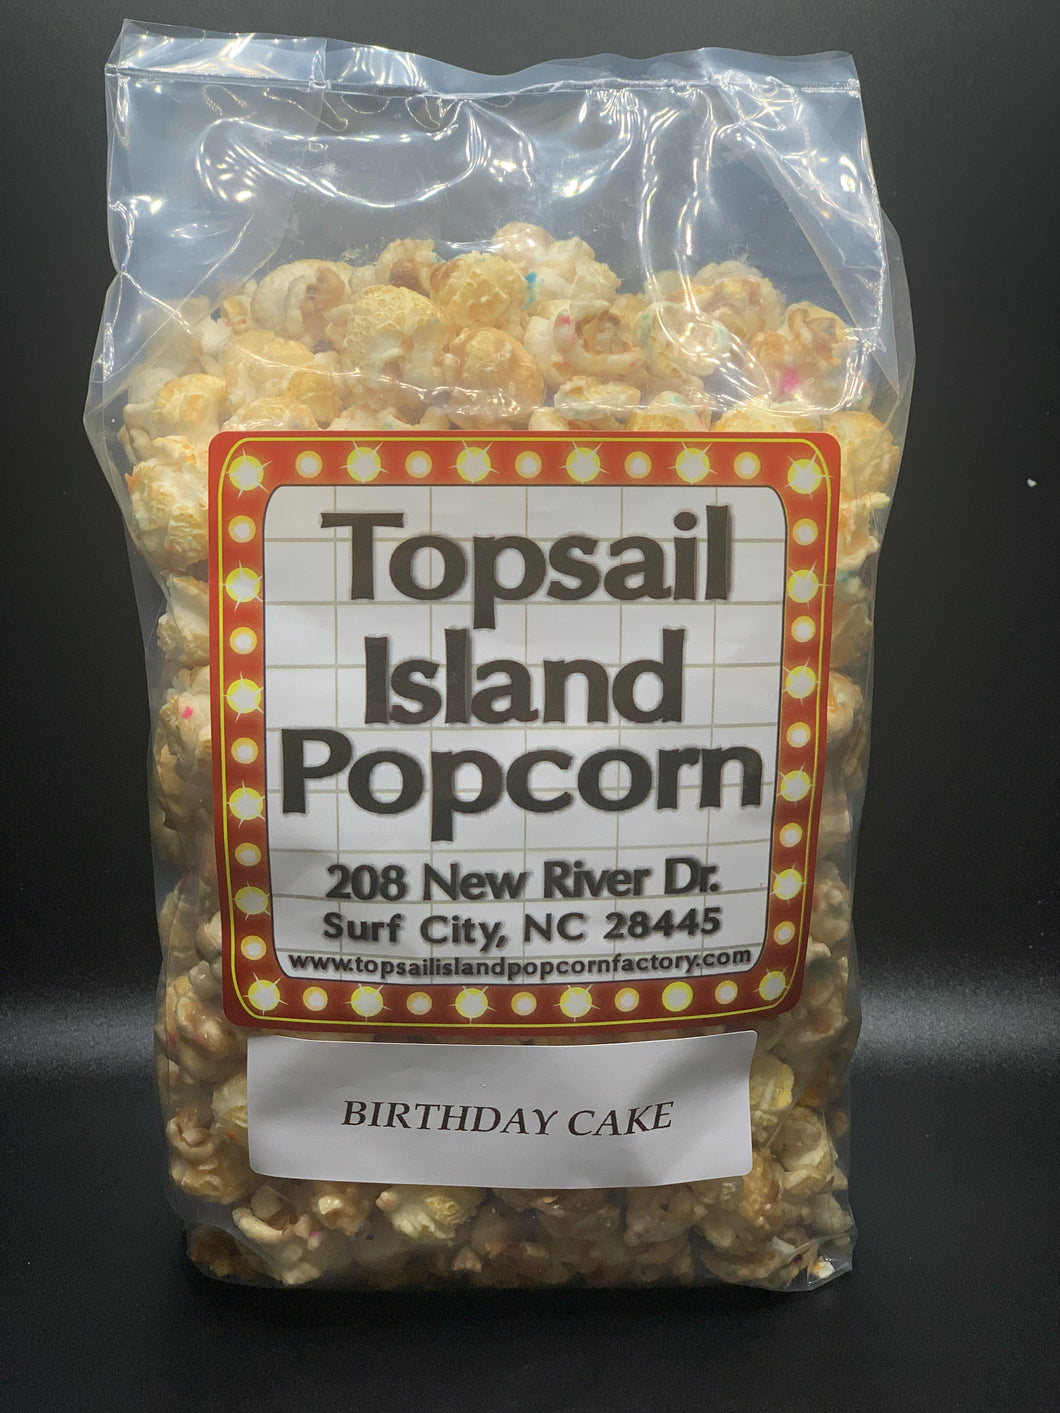 Topsail
Island
Popcorn
208 New River Dr.
Surf City, NC 28445
www.topsailislandpopcornfactory.com
BIRTHDAY CAKE